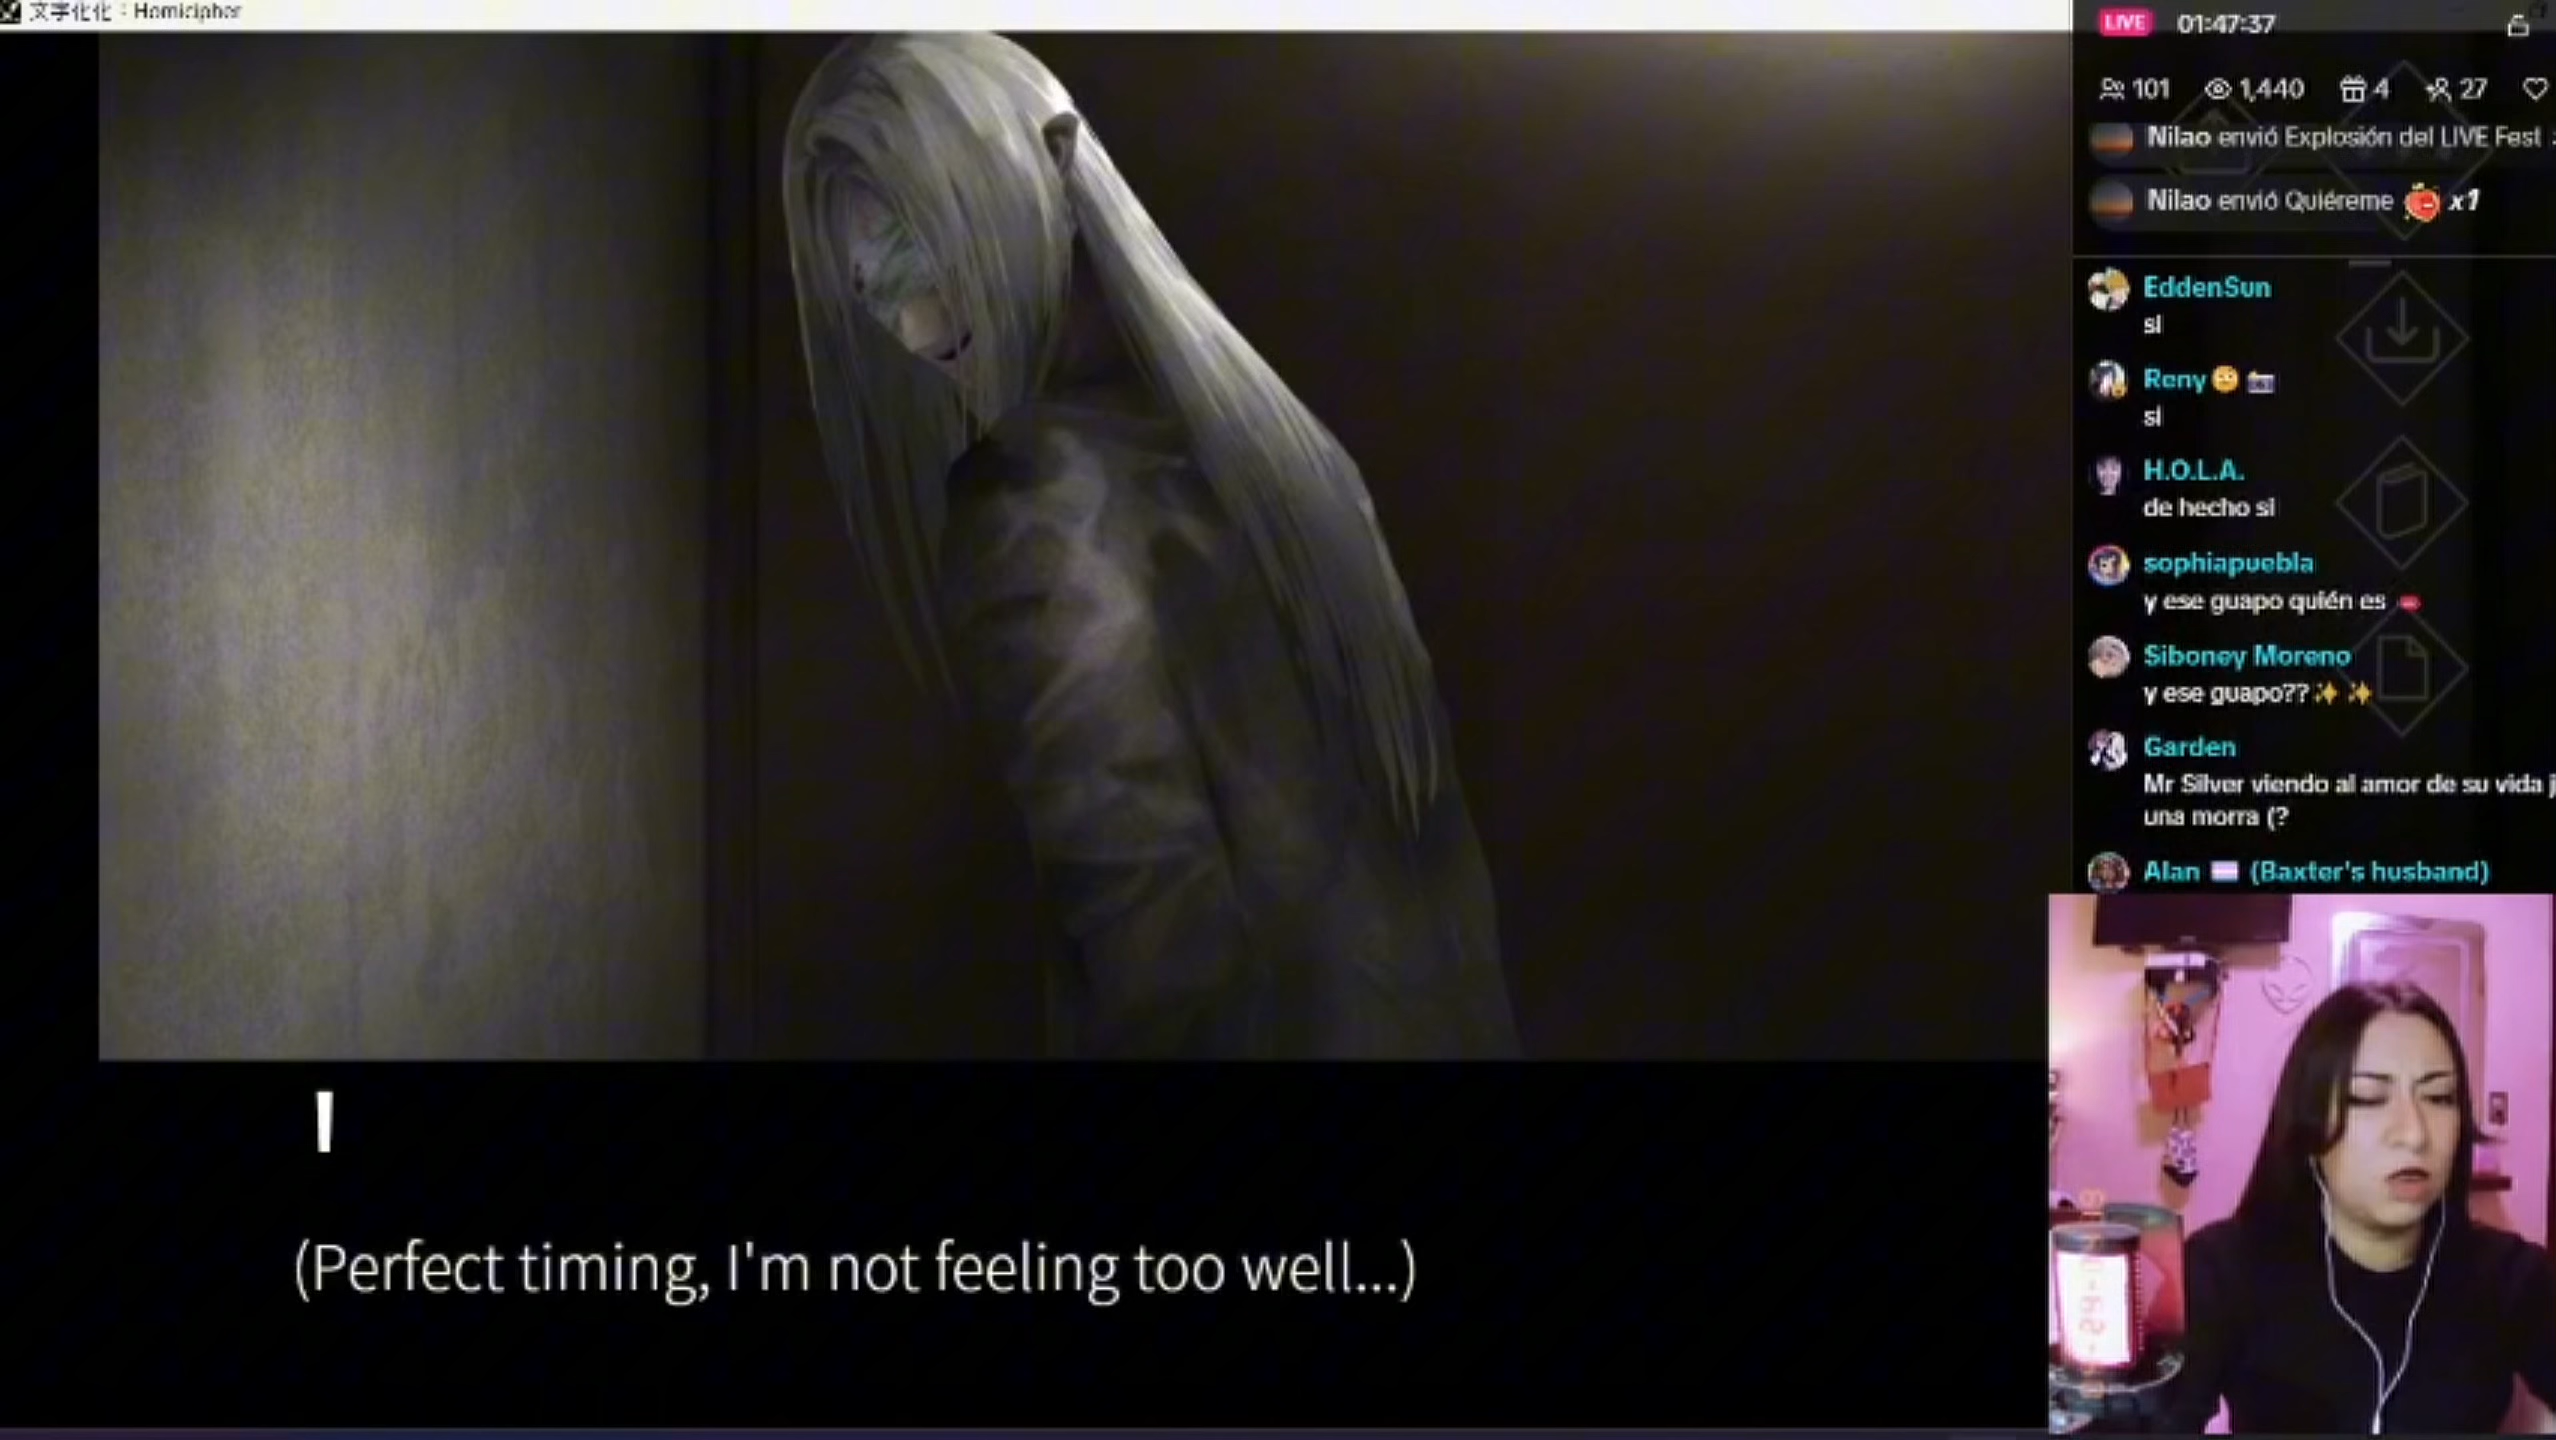 文字化化：Homicipher
LIVE 01:47:37
101 1,440 4 27
Nilao envió Explosión del LIVE Fest
Nilao envió Quiéreme x1
EddenSun
si
Reny
si
H.O.L.A.
de hecho si
sophiapuebla
y ese guapo quién es
Siboney Moreno
y ese guapo??
Garden
Mr Silver viendo al amor de su vida j
una morra (?
Alan (Baxter's husband)
I
(Perfect timing, I'm not feeling too well...)